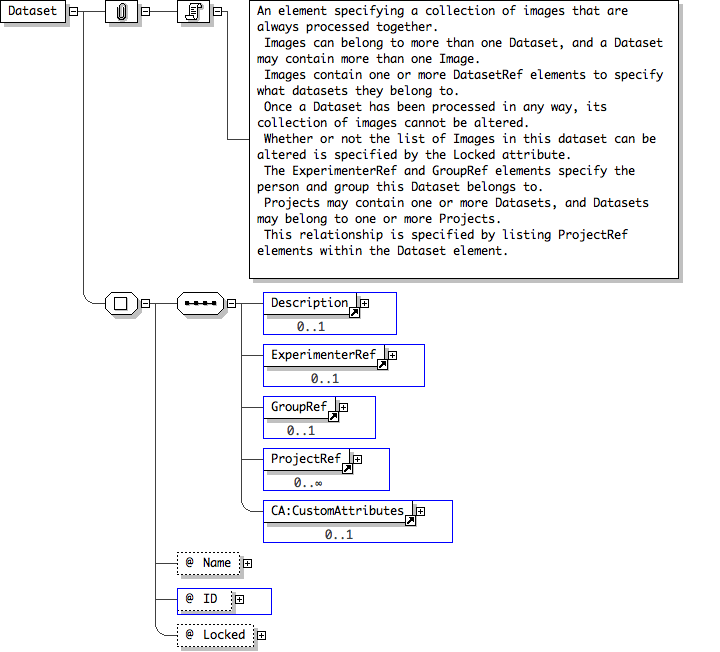 Dataset
An element specifying a collection of images that are
always processed together.
Images can belong to more than one Dataset, and a Dataset
may contain more than one Image.
Images contain one or more DatasetRef elements to specify
what datasets they belong to.
Once a Dataset has been processed in any way, its
collection of images cannot be altered.
Whether or not the list of Images in this dataset can be
altered is specified by the Locked attribute.
The ExperimenterRef and GroupRef elements specify the
person and group this Dataset belongs to.
Projects may contain one or more Datasets, and Datasets
may belong to one or more Projects.
This relationship is specified by listing ProjectRef
elements within the Dataset element.
Description
0..1
ExperimenterRef
0..1
GroupRef
0..1
ProjectRef
0..∞
CA:CustomAttributes
0..1
@ Name
@ ID
@ Locked